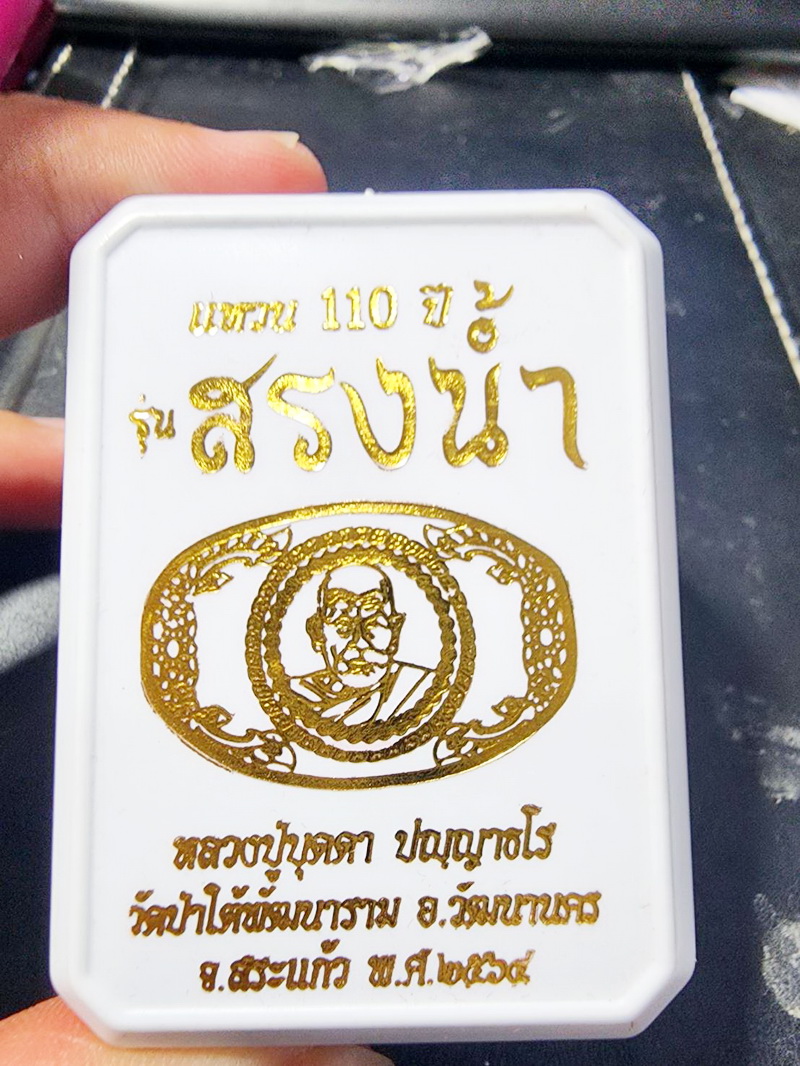 แหวน 110 ปี
รุ่น สรงน้ำ
หลวงปู่บุดดา ปญฺญาธโร
วัดป่าใต้พัฒนาราม อ.วัฒนานคร
จ.สระแก้ว พ.ศ.๒๕๖๔